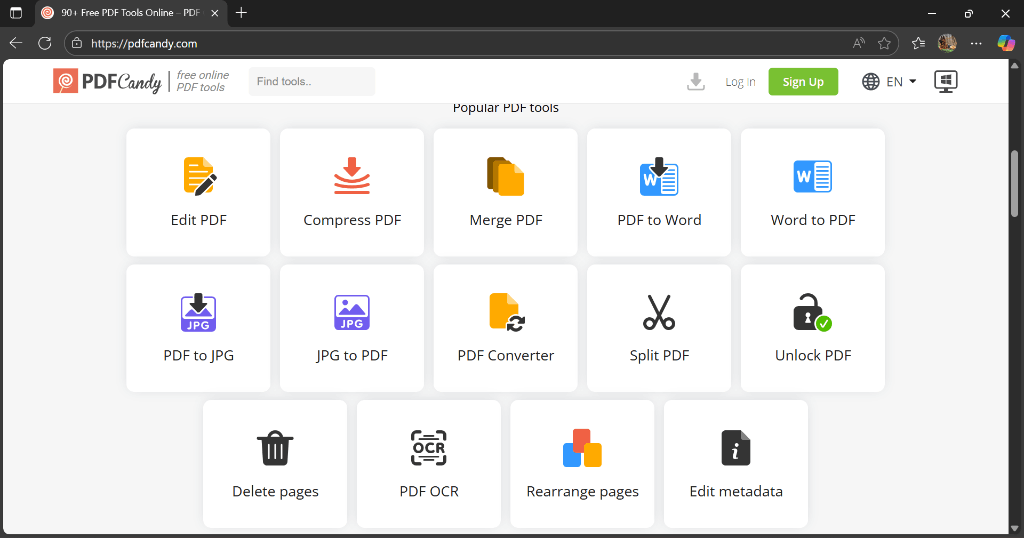 90+ Free PDF Tools Online – PDF
https://pdfcandy.com
PDFCandy
free online
PDF tools
Find tools..
Log In
Sign Up
EN
Popular PDF tools
Edit PDF
Compress PDF
Merge PDF
W
PDF to Word
W
Word to PDF
JPG
PDF to JPG
JPG
JPG to PDF
PDF Converter
Split PDF
Unlock PDF
Delete pages
OCR
PDF OCR
Rearrange pages
i
Edit metadata